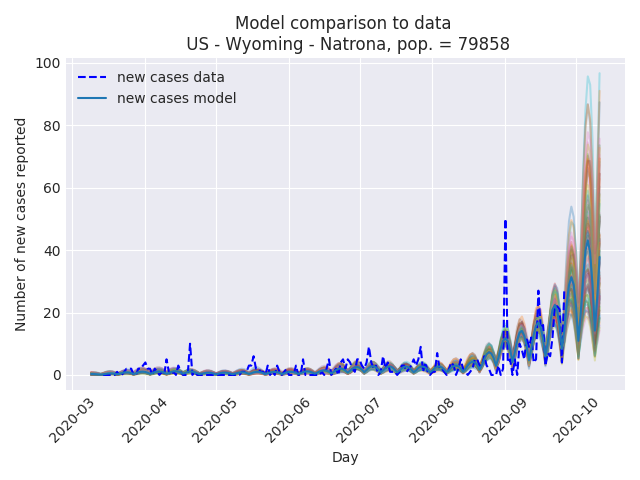 Model comparison to data
US - Wyoming - Natrona, pop. = 79858
new cases data
new cases model
Number of new cases reported
100
80
60
40
20
0
2020-03
2020-04
2020-05
2020-06
2020-07
2020-08
2020-09
2020-10
Day